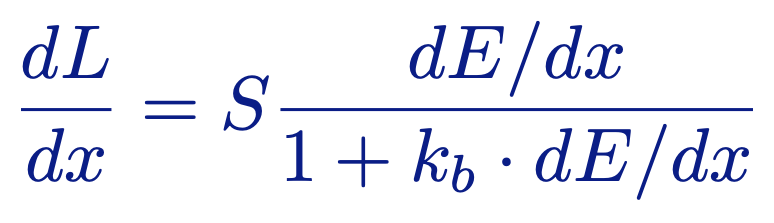 dL/dx = S (dE/dx)/(1 + k_b · dE/dx)